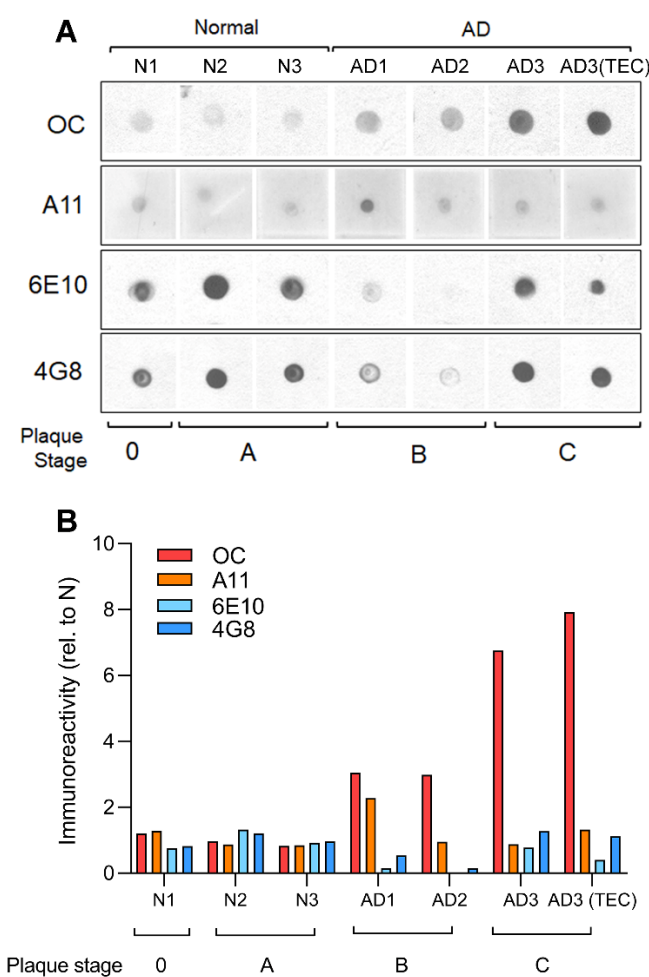 A
Normal AD
N1 N2 N3 AD1 AD2 AD3 AD3(TEC)
OC
A11
6E10
4G8
Plaque
Stage
0 A B C
B
Immunoreactivity (rel. to N)
10
8
6
4
2
0
OC
A11
6E10
4G8
N1 N2 N3 AD1 AD2 AD3 AD3 (TEC)
Plaque stage 0 A B C